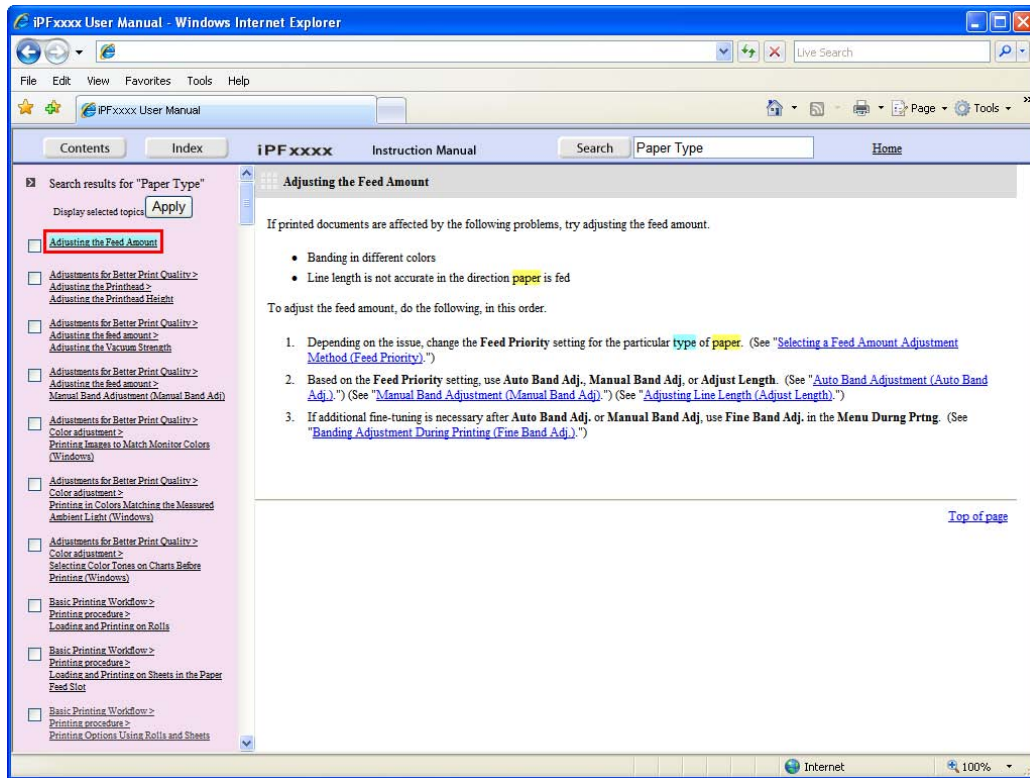 iPFxxxx User Manual - Windows Internet Explorer
Live Search
File Edit View Favorites Tools Help
iPFxxxx User Manual
Page Tools
Contents Index iPFxxxx Instruction Manual Search Paper Type Home
Search results for "Paper Type"
Display selected topics Apply
Adjusting the Feed Amount
Adjustments for Better Print Quality >
Adjusting the Printhead >
Adjusting the Printhead Height
Adjustments for Better Print Quality >
Adjusting the feed amount >
Adjusting the Vacuum Strength
Adjustments for Better Print Quality >
Adjusting the feed amount >
Manual Band Adjustment (Manual Band Adj)
Adjustments for Better Print Quality >
Color adjustment >
Printing Images to Match Monitor Colors
(Windows)
Adjustments for Better Print Quality >
Color adjustment >
Printing in Colors Matching the Measured
Ambient Light (Windows)
Adjustments for Better Print Quality >
Color adjustment >
Selecting Color Tones on Charts Before
Printing (Windows)
Basic Printing Workflow >
Printing procedure >
Loading and Printing on Rolls
Basic Printing Workflow >
Printing procedure >
Loading and Printing on Sheets in the Paper
Feed Slot
Basic Printing Workflow >
Printing procedure >
Printing Options Using Rolls and Sheets
Adjusting the Feed Amount
If printed documents are affected by the following problems, try adjusting the feed amount.
• Banding in different colors
• Line length is not accurate in the direction paper is fed
To adjust the feed amount, do the following, in this order.
1. Depending on the issue, change the Feed Priority setting for the particular type of paper. (See "Selecting a Feed Amount Adjustment
Method (Feed Priority).")
2. Based on the Feed Priority setting, use Auto Band Adj., Manual Band Adj, or Adjust Length. (See "Auto Band Adjustment (Auto Band
Adj.).") (See "Manual Band Adjustment (Manual Band Adj).") (See "Adjusting Line Length (Adjust Length).")
3. If additional fine-tuning is necessary after Auto Band Adj. or Manual Band Adj, use Fine Band Adj. in the Menu Durng Prtng. (See
"Banding Adjustment During Printing (Fine Band Adj.).")
Top of page
Internet 100%